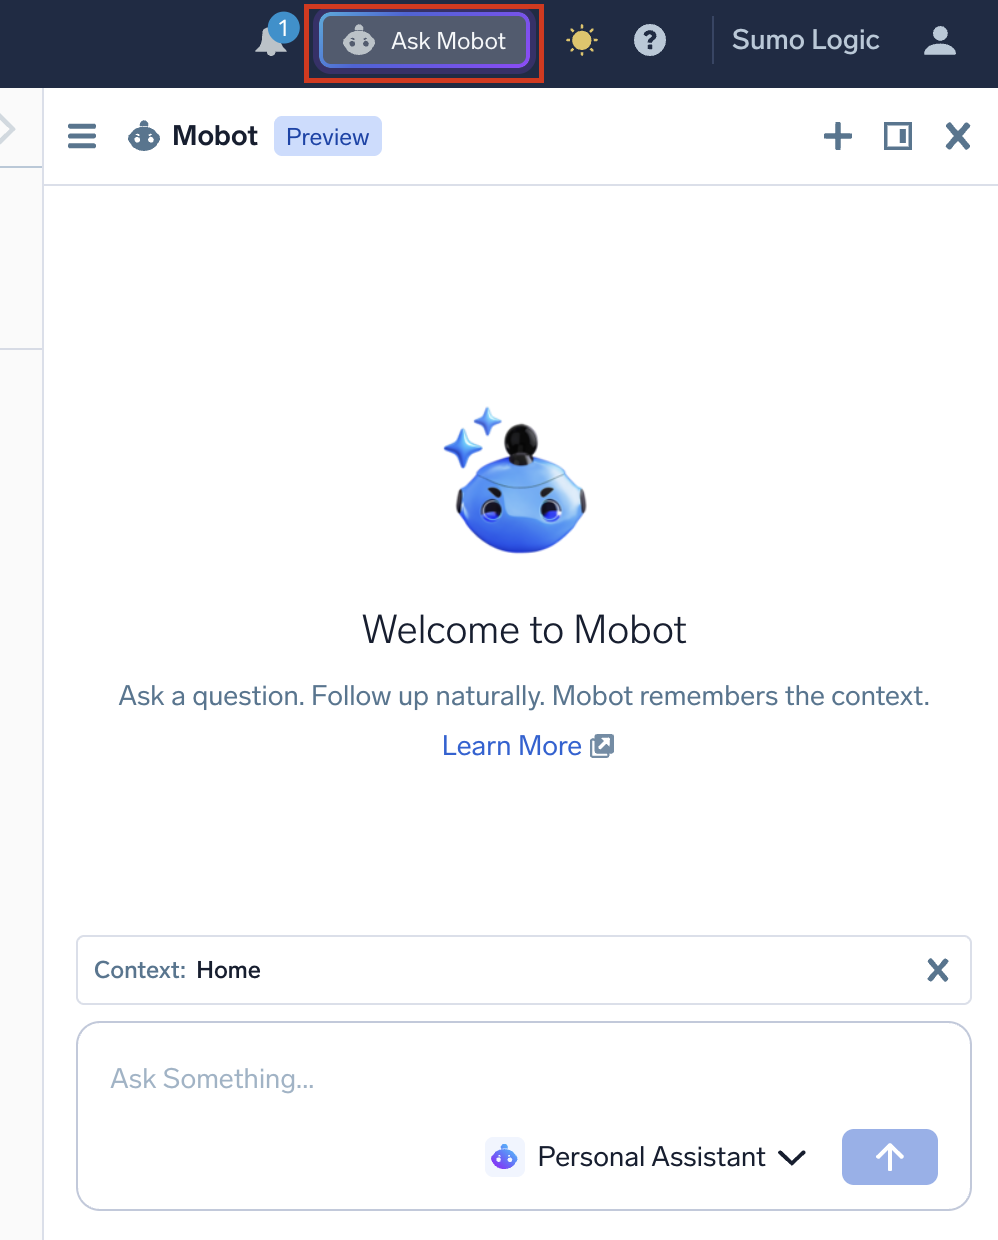 1
Ask Mobot
?
Sumo Logic
Mobot
Preview
Welcome to Mobot
Ask a question. Follow up naturally. Mobot remembers the context.
Learn More
Context: Home
Ask Something...
Personal Assistant